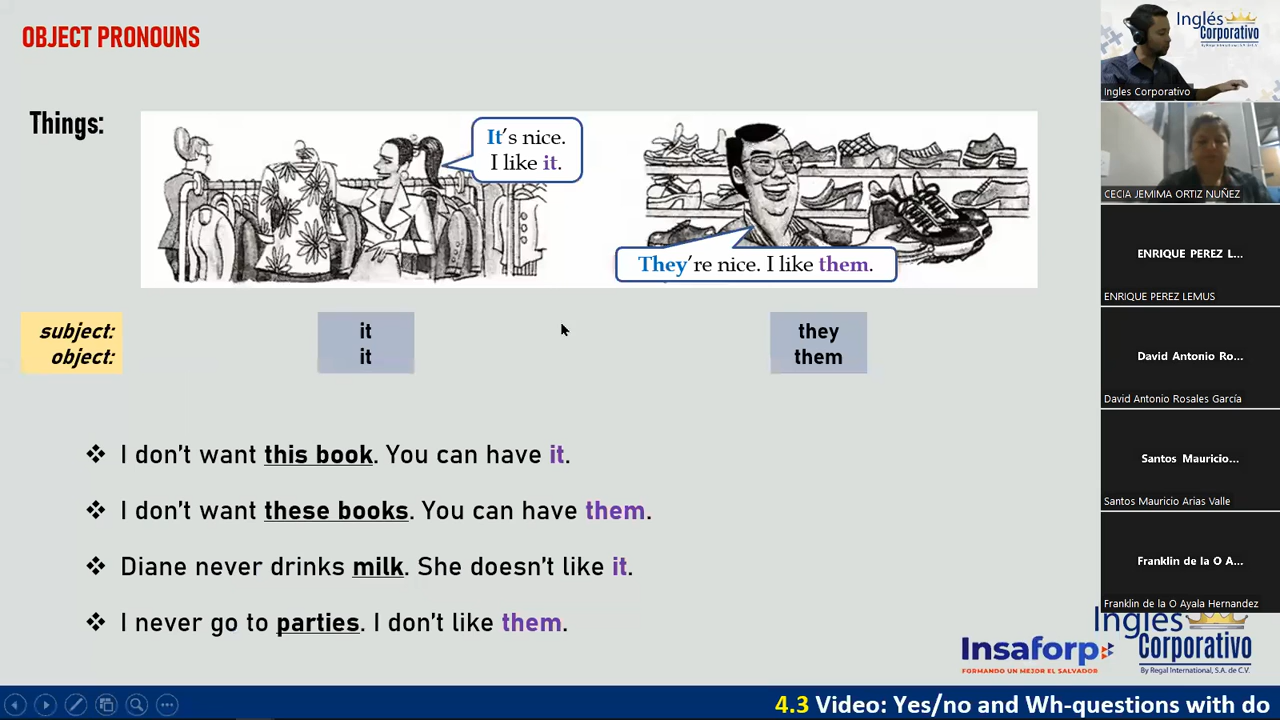 OBJECT PRONOUNS
Things:
It's nice.
I like it.
They're nice. I like them.
subject:
object:
it
it
they
them
❖ I don't want this book. You can have it.
❖ I don't want these books. You can have them.
❖ Diane never drinks milk. She doesn't like it.
❖ I never go to parties. I don't like them.
Inglés
Corporativo
Ingles Corporativo
CECIA JEMIMA ORTIZ NUÑEZ
ENRIQUE PEREZ L...
ENRIQUE PEREZ LEMUS
David Antonio Ro...
David Antonio Rosales García
Santos Mauricio...
Santos Mauricio Arias Valle
Franklin de la O A...
Franklin de la O Ayala Hernandez
Insaforp
FORMANDO UN MEJOR EL SALVADOR
Inglés
Corporativo
By Regal International, S.A. de C.V.
4.3 Video: Yes/no and Wh-questions with do